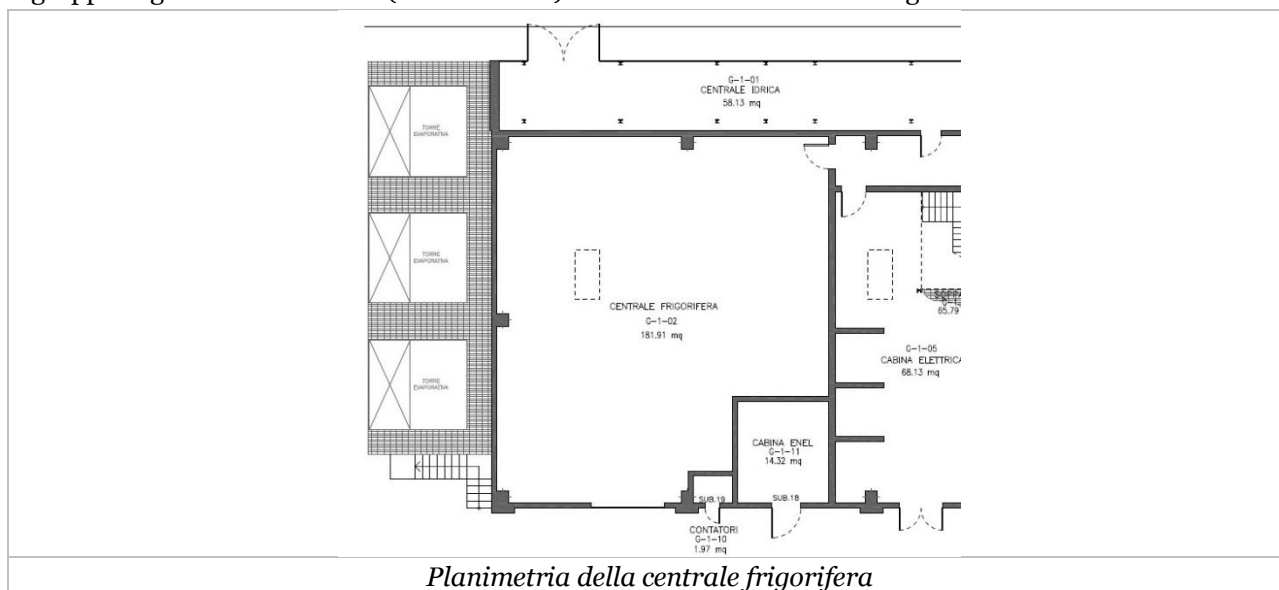 G-1-01
CENTRALE IDRICA
58.13 mq
TORRE
EVAPORATIVA
TORRE
EVAPORATIVA
CENTRALE FRIGORIFERA
G-1-02
181.91 mq
65.79
G-1-05
CABINA ELETTRICA
68.13 mq
TORRE
EVAPORATIVA
CABINA ENEL
G-1-11
14.32 mq
SUB.19
SUB.18
CONTATORI
G-1-10
1.97 mq
Planimetria della centrale frigorifera